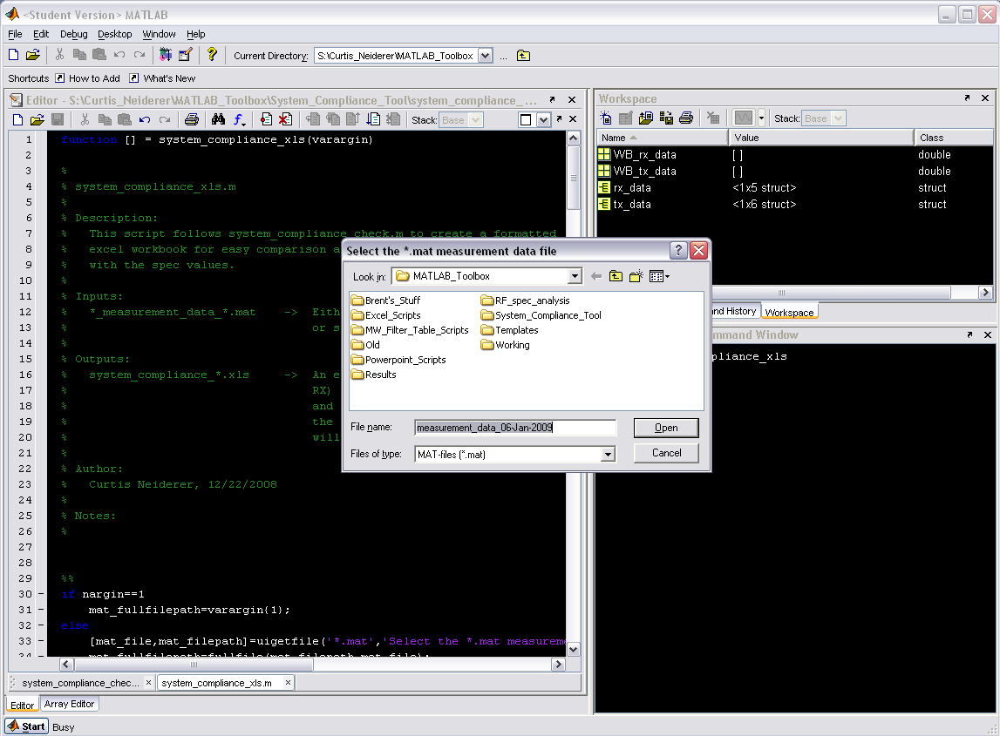 <Student Version> MATLAB
File Edit Debug Desktop Window Help
Current Directory: S:\Curtis_Neiderer\MATLAB_Toolbox ...
Shortcuts How to Add What's New
Editor - S:\Curtis_Neiderer\MATLAB_Toolbox\System_Compliance_Tool\system_compliance_ ...
Stack: Base
1 function [] = system_compliance_xls(varargin)
2
3 %
4 % system_compliance_xls.m
5 %
6 % Description:
7 % This script follows system_compliance_check.m to create a formatted
8 % excel workbook for easy comparison a
9 % with the spec values.
10 %
11 % Inputs:
12 % *_measurement_data_*.mat -> Eith
13 % or s
14 %
15 % Outputs:
16 % system_compliance_*.xls -> An e
17 % RX)
18 % and
19 % the
20 % will
21 %
22 % Author:
23 % Curtis Neiderer, 12/22/2008
24 %
25 % Notes:
26 %
27
28
29 %%
30 - if nargin==1
31 - mat_fullfilepath=varargin{1};
32 - else
33 - [mat_file,mat_filepath]=uigetfile('*.mat','Select the *.mat measureme
34 - mat_fullfilepath=fullfile(mat_filepath,mat_file);
system_compliance_chec... × system_compliance_xls.m ×
Editor Array Editor
Start Busy
Workspace
Stack: Base
Name Value Class
WB_rx_data [ ] double
WB_tx_data [ ] double
rx_data <1x5 struct> struct
tx_data <1x6 struct> struct
nd History Workspace
mmand Window
pliance_xls
Select the *.mat measurement data file
Look in: MATLAB_Toolbox
Brent's_Stuff RF_spec_analysis
Excel_Scripts System_Compliance_Tool
MW_Filter_Table_Scripts Templates
Old Working
Powerpoint_Scripts
Results
File name: measurement_data_06-Jan-2009 Open
Files of type: MAT-files (*.mat) Cancel